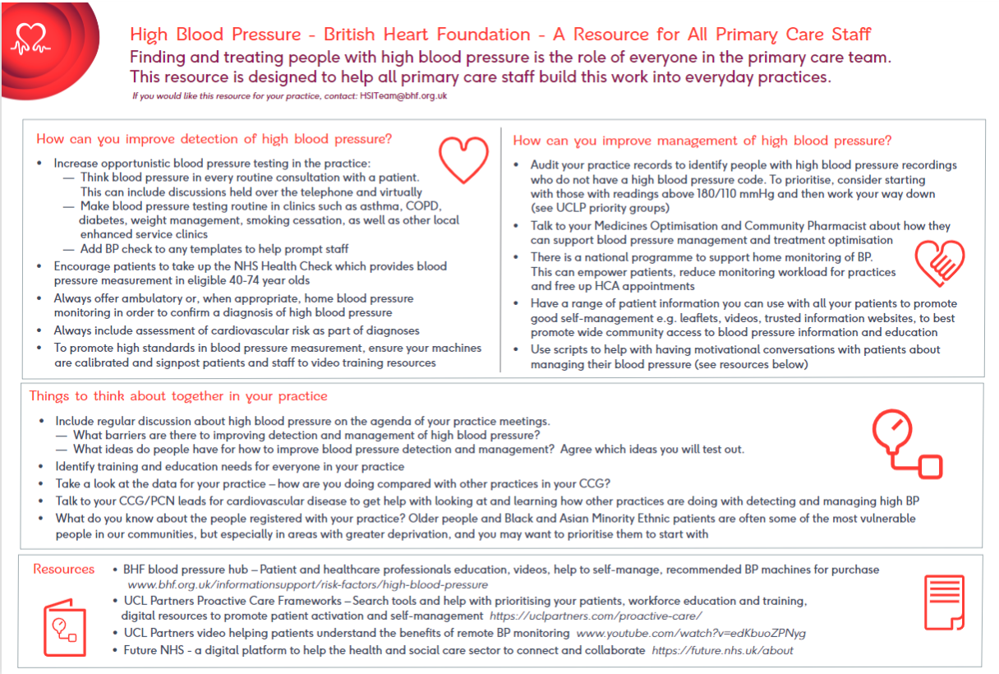 High Blood Pressure - British Heart Foundation - A Resource for All Primary Care Staff
Finding and treating people with high blood pressure is the role of everyone in the primary care team.
This resource is designed to help all primary care staff build this work into everyday practices.
If you would like this resource for your practice, contact: HSITeam@bhf.org.uk
How can you improve detection of high blood pressure?
• Increase opportunistic blood pressure testing in the practice:
— Think blood pressure in every routine consultation with a patient.
This can include discussions held over the telephone and virtually
— Make blood pressure testing routine in clinics such as asthma, COPD,
diabetes, weight management, smoking cessation, as well as other local
enhanced service clinics
— Add BP check to any templates to help prompt staff
• Encourage patients to take up the NHS Health Check which provides blood
pressure measurement in eligible 40-74 year olds
• Always offer ambulatory or, when appropriate, home blood pressure
monitoring in order to confirm a diagnosis of high blood pressure
• Always include assessment of cardiovascular risk as part of diagnoses
• To promote high standards in blood pressure measurement, ensure your machines
are calibrated and signpost patients and staff to video training resources
How can you improve management of high blood pressure?
• Audit your practice records to identify people with high blood pressure recordings
who do not have a high blood pressure code. To prioritise, consider starting
with those with readings above 180/110 mmHg and then work your way down
(see UCLP priority groups)
• Talk to your Medicines Optimisation and Community Pharmacist about how they
can support blood pressure management and treatment optimisation
• There is a national programme to support home monitoring of BP.
This can empower patients, reduce monitoring workload for practices
and free up HCA appointments
• Have a range of patient information you can use with all your patients to promote
good self-management e.g. leaflets, videos, trusted information websites, to best
promote wide community access to blood pressure information and education
• Use scripts to help with having motivational conversations with patients about
managing their blood pressure (see resources below)
Things to think about together in your practice
• Include regular discussion about high blood pressure on the agenda of your practice meetings.
— What barriers are there to improving detection and management of high blood pressure?
— What ideas do people have for how to improve blood pressure detection and management? Agree which ideas you will test out.
• Identify training and education needs for everyone in your practice
• Take a look at the data for your practice – how are you doing compared with other practices in your CCG?
• Talk to your CCG/PCN leads for cardiovascular disease to get help with looking at and learning how other practices are doing with detecting and managing high BP
• What do you know about the people registered with your practice? Older people and Black and Asian Minority Ethnic patients are often some of the most vulnerable
people in our communities, but especially in areas with greater deprivation, and you may want to prioritise them to start with
Resources
• BHF blood pressure hub – Patient and healthcare professionals education, videos, help to self-manage, recommended BP machines for purchase
www.bhf.org.uk/informationsupport/risk-factors/high-blood-pressure
• UCL Partners Proactive Care Frameworks – Search tools and help with prioritising your patients, workforce education and training,
digital resources to promote patient activation and self-management https://uclpartners.com/proactive-care/
• UCL Partners video helping patients understand the benefits of remote BP monitoring www.youtube.com/watch?v=edKbuoZPNyg
• Future NHS - a digital platform to help the health and social care sector to connect and collaborate https://future.nhs.uk/about